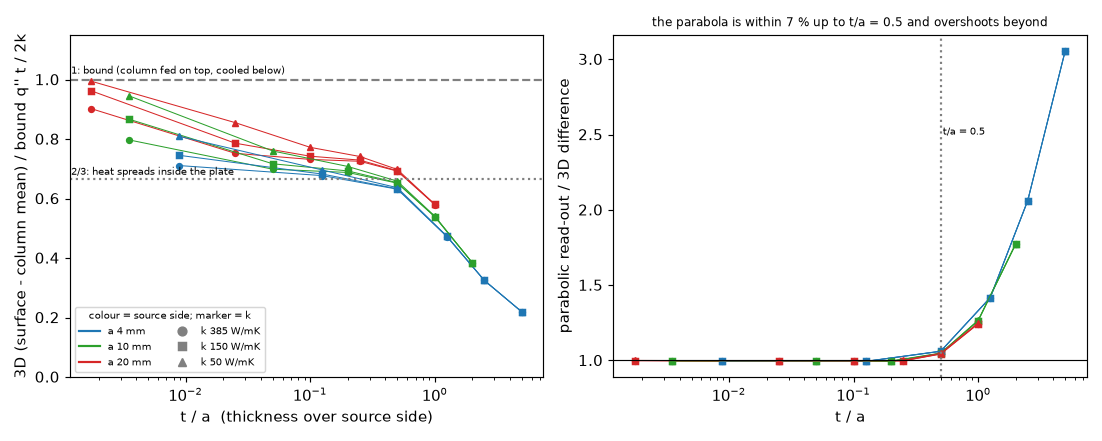 3D (surface - column mean) / bound q'' t / 2k
1.0
0.8
0.6
0.4
0.2
0.0
1: bound (column fed on top, cooled below)
2/3: heat spreads inside the plate
colour = source side; marker = k
a 4 mm
a 10 mm
a 20 mm
k 385 W/mK
k 150 W/mK
k 50 W/mK
10⁻²
10⁻¹
10⁰
t / a (thickness over source side)
the parabola is within 7 % up to t/a = 0.5 and overshoots beyond
parabolic read-out / 3D difference
3.0
2.5
2.0
1.5
1.0
t/a = 0.5
10⁻²
10⁻¹
10⁰
t / a